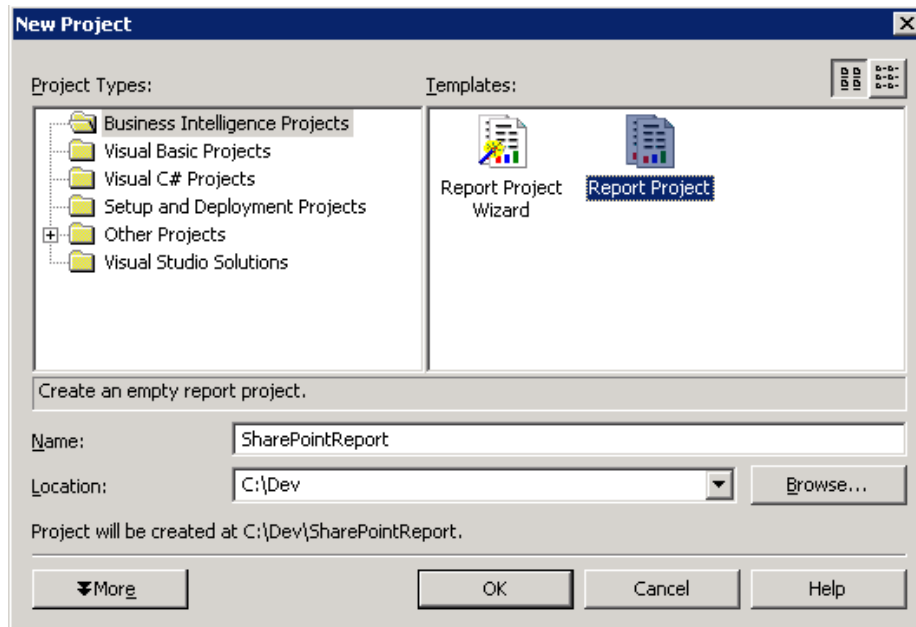 New Project
Project Types:
Templates:
Business Intelligence Projects
Visual Basic Projects
Visual C# Projects
Setup and Deployment Projects
Other Projects
Visual Studio Solutions
Report Project
Wizard
Report Project
Create an empty report project.
Name:
SharePointReport
Location:
C:\Dev
Browse...
Project will be created at C:\Dev\SharePointReport.
More
OK
Cancel
Help